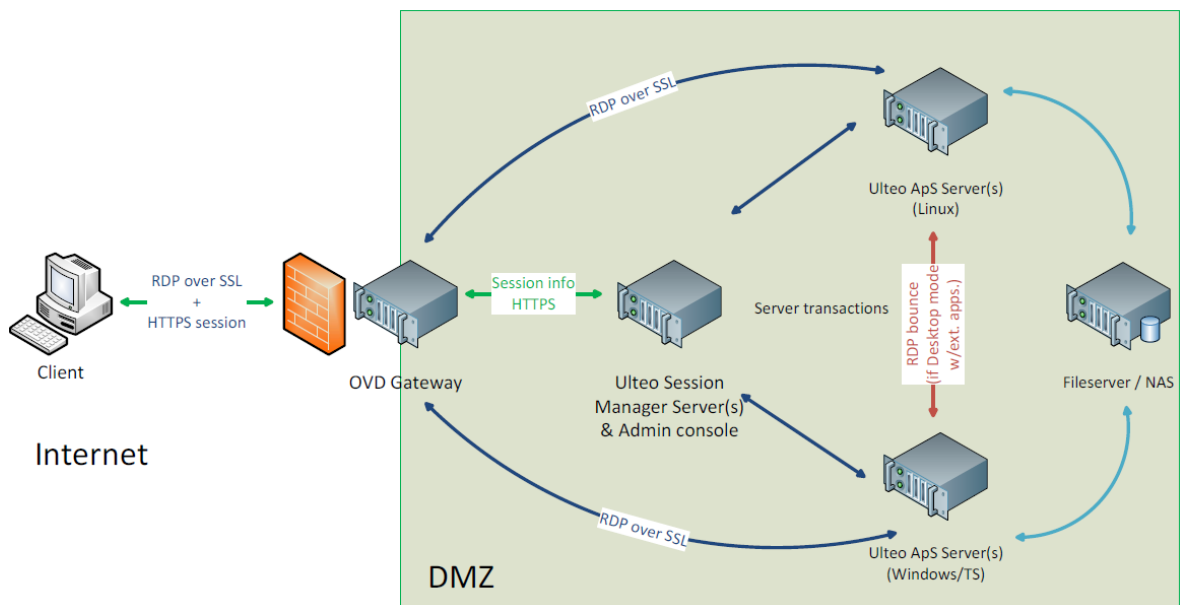 RDP over SSL
Ulteo ApS Server(s)
(Linux)
RDP over SSL
+
HTTPS session
Session info
HTTPS
Server transactions
RDP bounce
(if Desktop mode
w/ext. apps.)
Client
OVD Gateway
Ulteo Session
Manager Server(s)
& Admin console
Fileserver / NAS
Internet
RDP over SSL
Ulteo ApS Server(s)
(Windows/TS)
DMZ